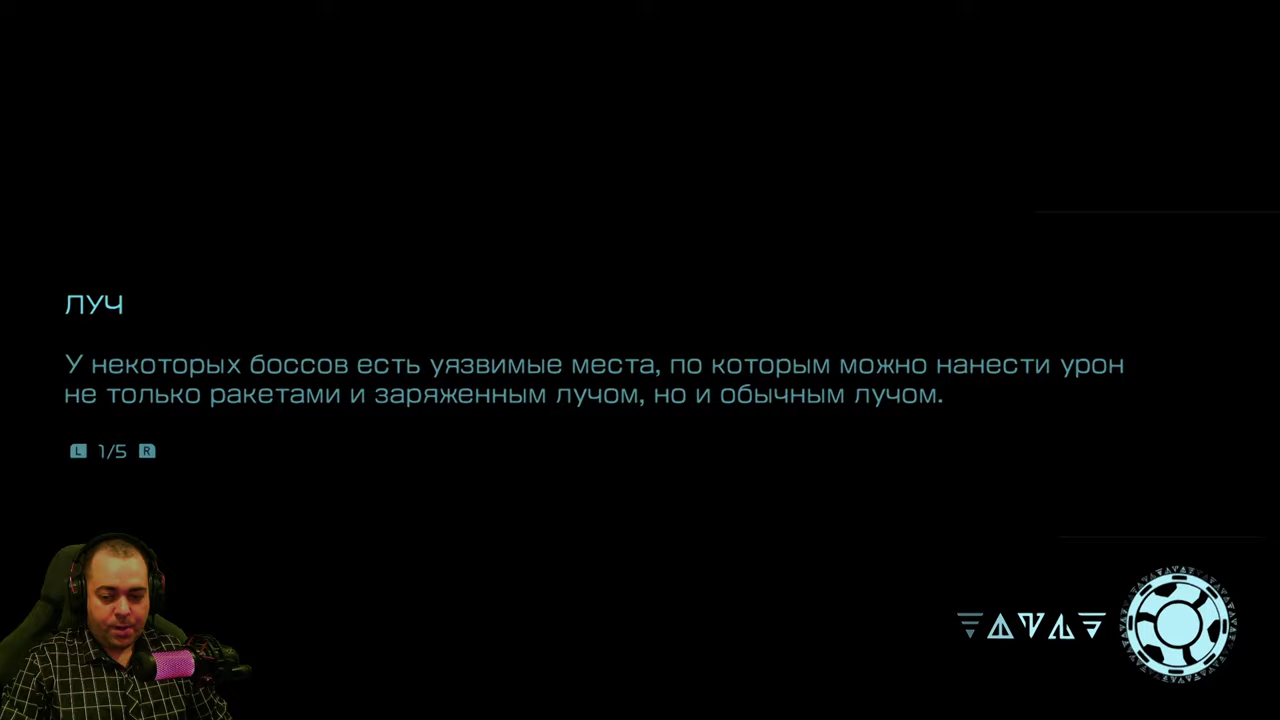 ЛУЧ
У некоторых боссов есть уязвимые места, по которым можно нанести урон
не только ракетами и заряженным лучом, но и обычным лучом.
L 1/5 R